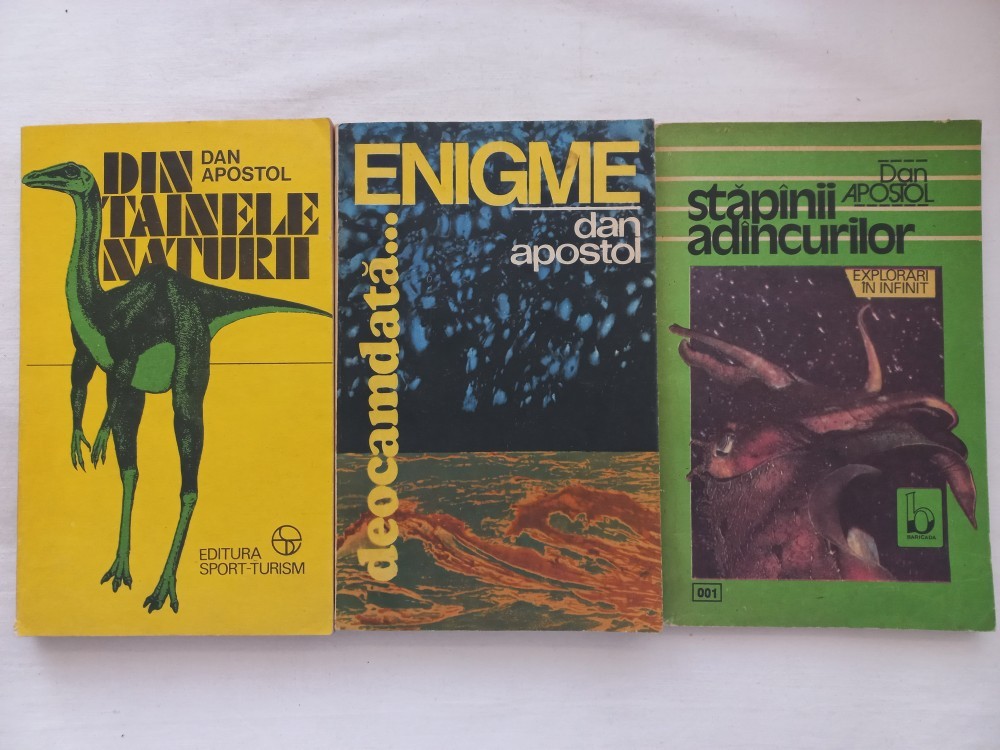 DIN
TAINELE
NATURII
DAN
APOSTOL
EDITURA
SPORT-TURISM
deocamdată...
ENIGME
dan
apostol
Dan
APOSTOL
stăpînii
adîncurilor
EXPLORĂRI
ÎN INFINIT
b
BARICADA
001